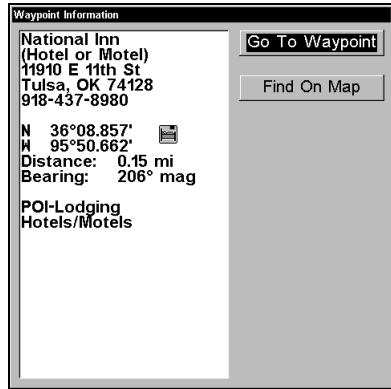 Waypoint Information
National Inn
(Hotel or Motel)
11910 E 11th St
Tulsa, OK 74128
918-437-8980
N 36°08.857'
W 95°50.662'
Distance: 0.15 mi
Bearing: 206° mag
POI-Lodging
Hotels/Motels
Go To Waypoint
Find On Map